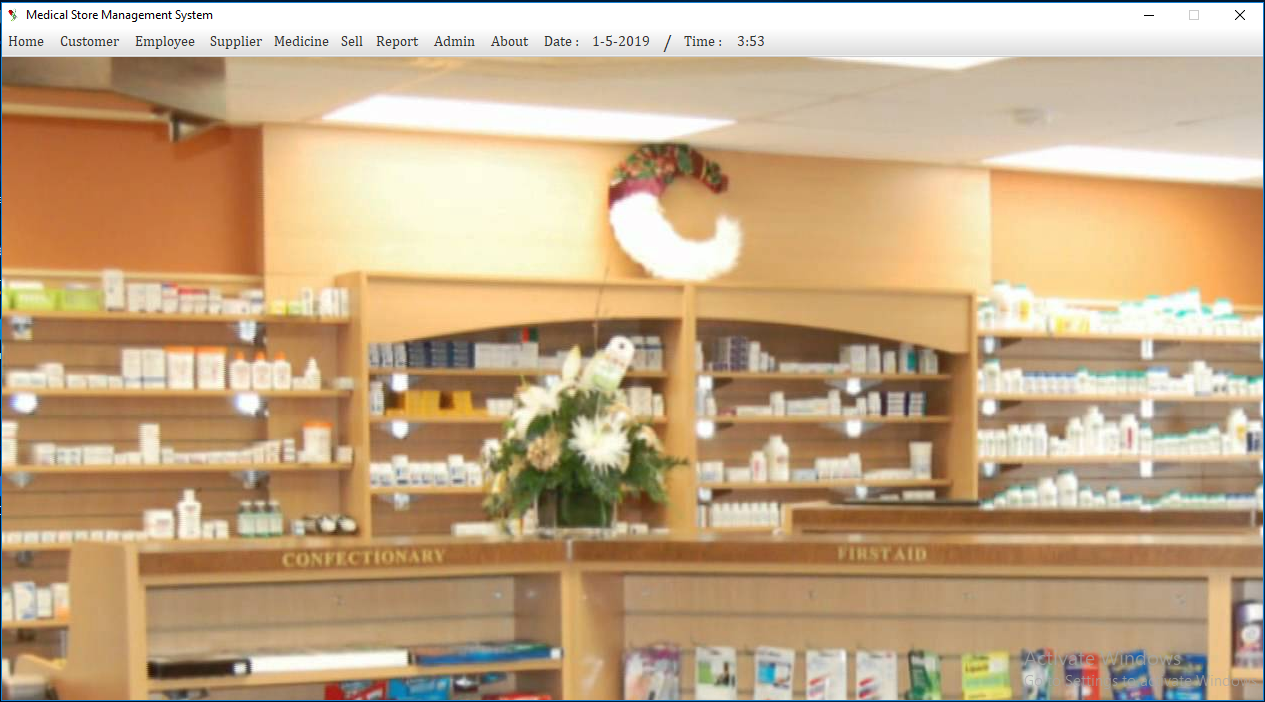 Medical Store Management System
Home Customer Employee Supplier Medicine Sell Report Admin About Date : 1-5-2019 / Time : 3:53
CONFECTIONARY
FIRST AID
Activate Windows
Go to Settings to activate Windows.